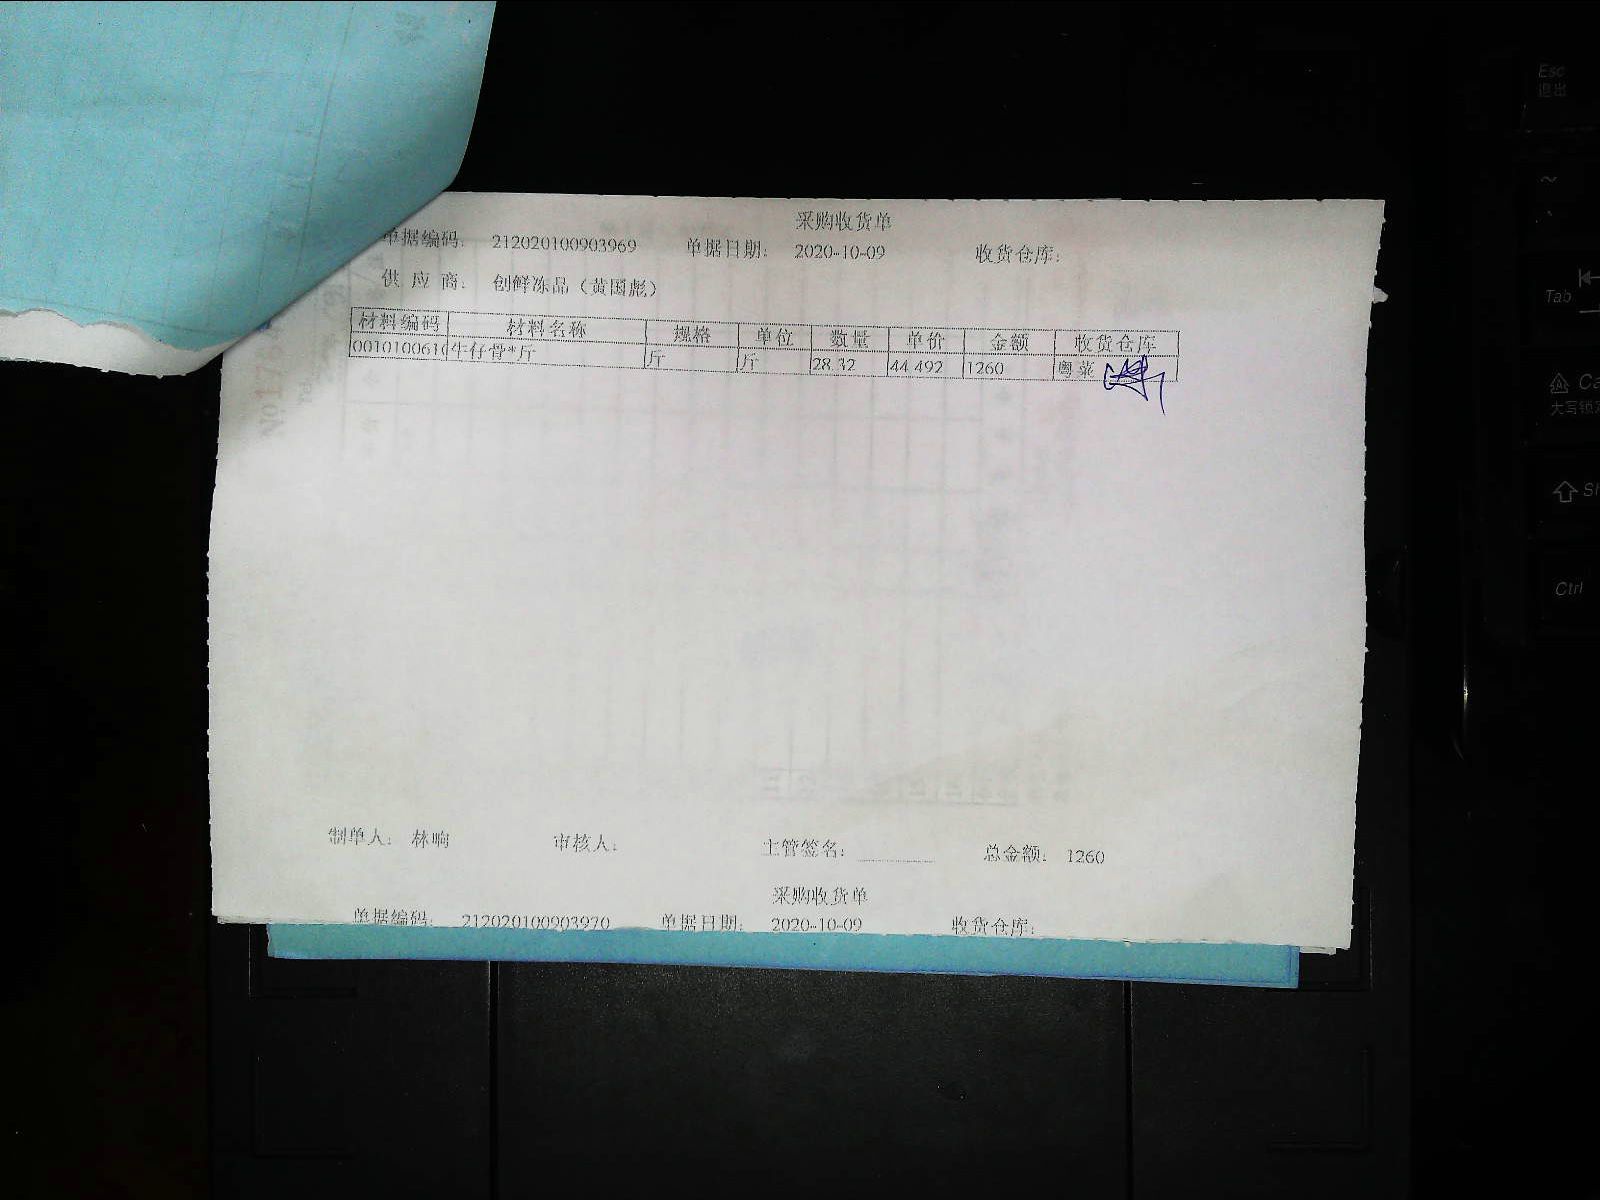 采购收货单
单据编码: 212020100903969 单据日期: 2020-10-09 收货仓库:
供 应 商: 创鲜冻品（黄国彪）
材料编码 材料名称 规格 单位 数量 单价 金额 收货仓库
0010100610 牛仔骨*斤 斤 斤 28.32 44.492 1260 粤菜
制单人: 林响 审核人: 主管签名: 总金额: 1260
采购收货单
单据编码: 212020100903970 单据日期: 2020-10-09 收货仓库:
Esc
退出
~
Tab
大写锁定
Ctrl